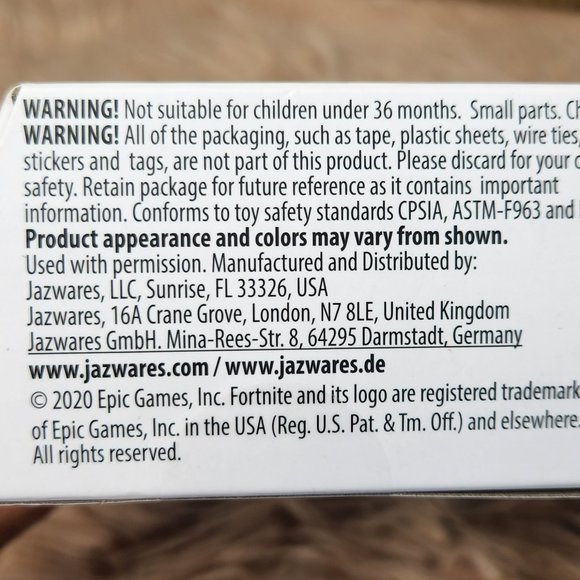 WARNING! Not suitable for children under 36 months. Small parts.
WARNING! All of the packaging, such as tape, plastic sheets, wire ties,
stickers and tags, are not part of this product. Please discard for your
safety. Retain package for future reference as it contains important
information. Conforms to toy safety standards CPSIA, ASTM-F963 and
Product appearance and colors may vary from shown.
Used with permission. Manufactured and Distributed by:
Jazwares, LLC, Sunrise, FL 33326, USA
Jazwares, 16A Crane Grove, London, N7 8LE, United Kingdom
Jazwares GmbH. Mina-Rees-Str. 8, 64295 Darmstadt, Germany
www.jazwares.com / www.jazwares.de
© 2020 Epic Games, Inc. Fortnite and its logo are registered trademark
of Epic Games, Inc. in the USA (Reg. U.S. Pat. & Tm. Off.) and elsewhere.
All rights reserved.